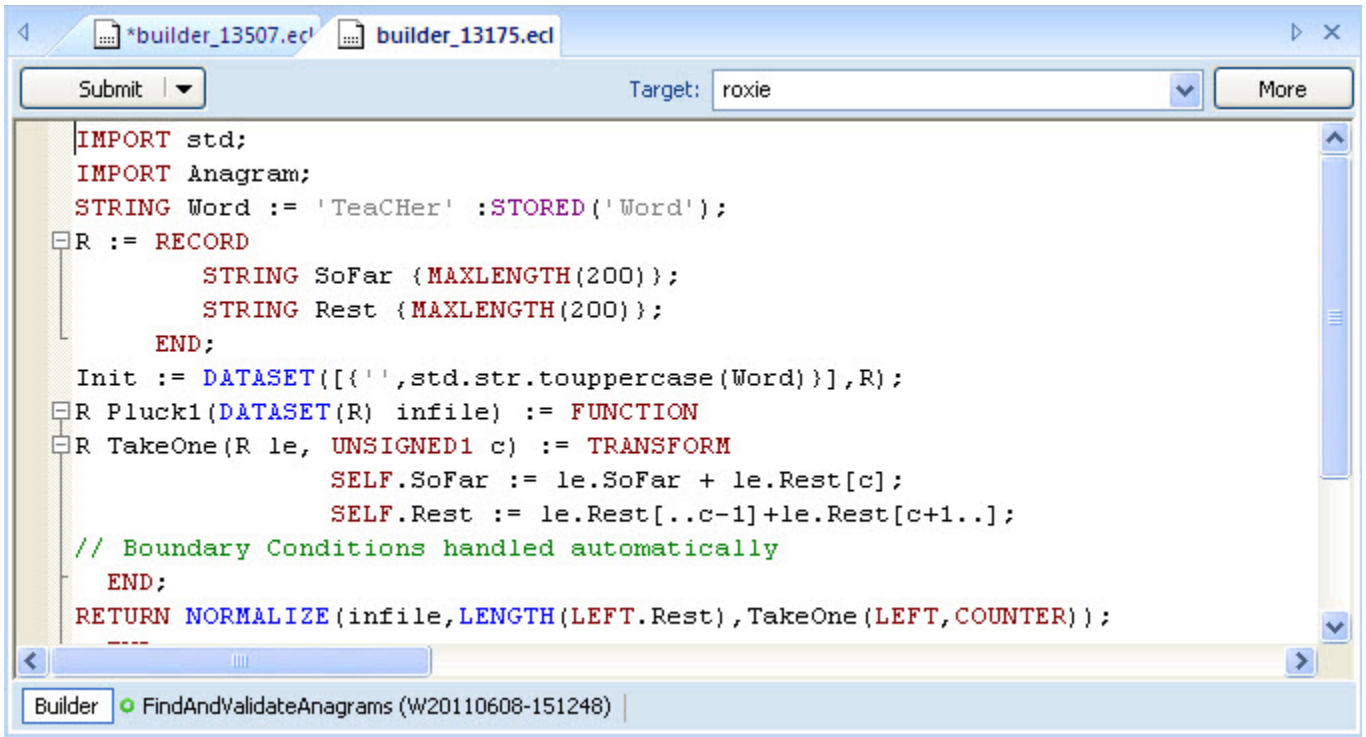 *builder_13507.ecl builder_13175.ecl
Submit Target: roxie More
IMPORT std;
IMPORT Anagram;
STRING Word := 'TeaCHer' :STORED('Word');
R := RECORD
STRING SoFar {MAXLENGTH(200)};
STRING Rest {MAXLENGTH(200)};
END;
Init := DATASET([{'',std.str.touppercase(Word)}],R);
R Pluck1(DATASET(R) infile) := FUNCTION
R TakeOne(R le, UNSIGNED1 c) := TRANSFORM
SELF.SoFar := le.SoFar + le.Rest[c];
SELF.Rest := le.Rest[..c-1]+le.Rest[c+1..];
// Boundary Conditions handled automatically
END;
RETURN NORMALIZE(infile,LENGTH(LEFT.Rest),TakeOne(LEFT,COUNTER));
Builder FindAndValidateAnagrams (W20110608-151248)